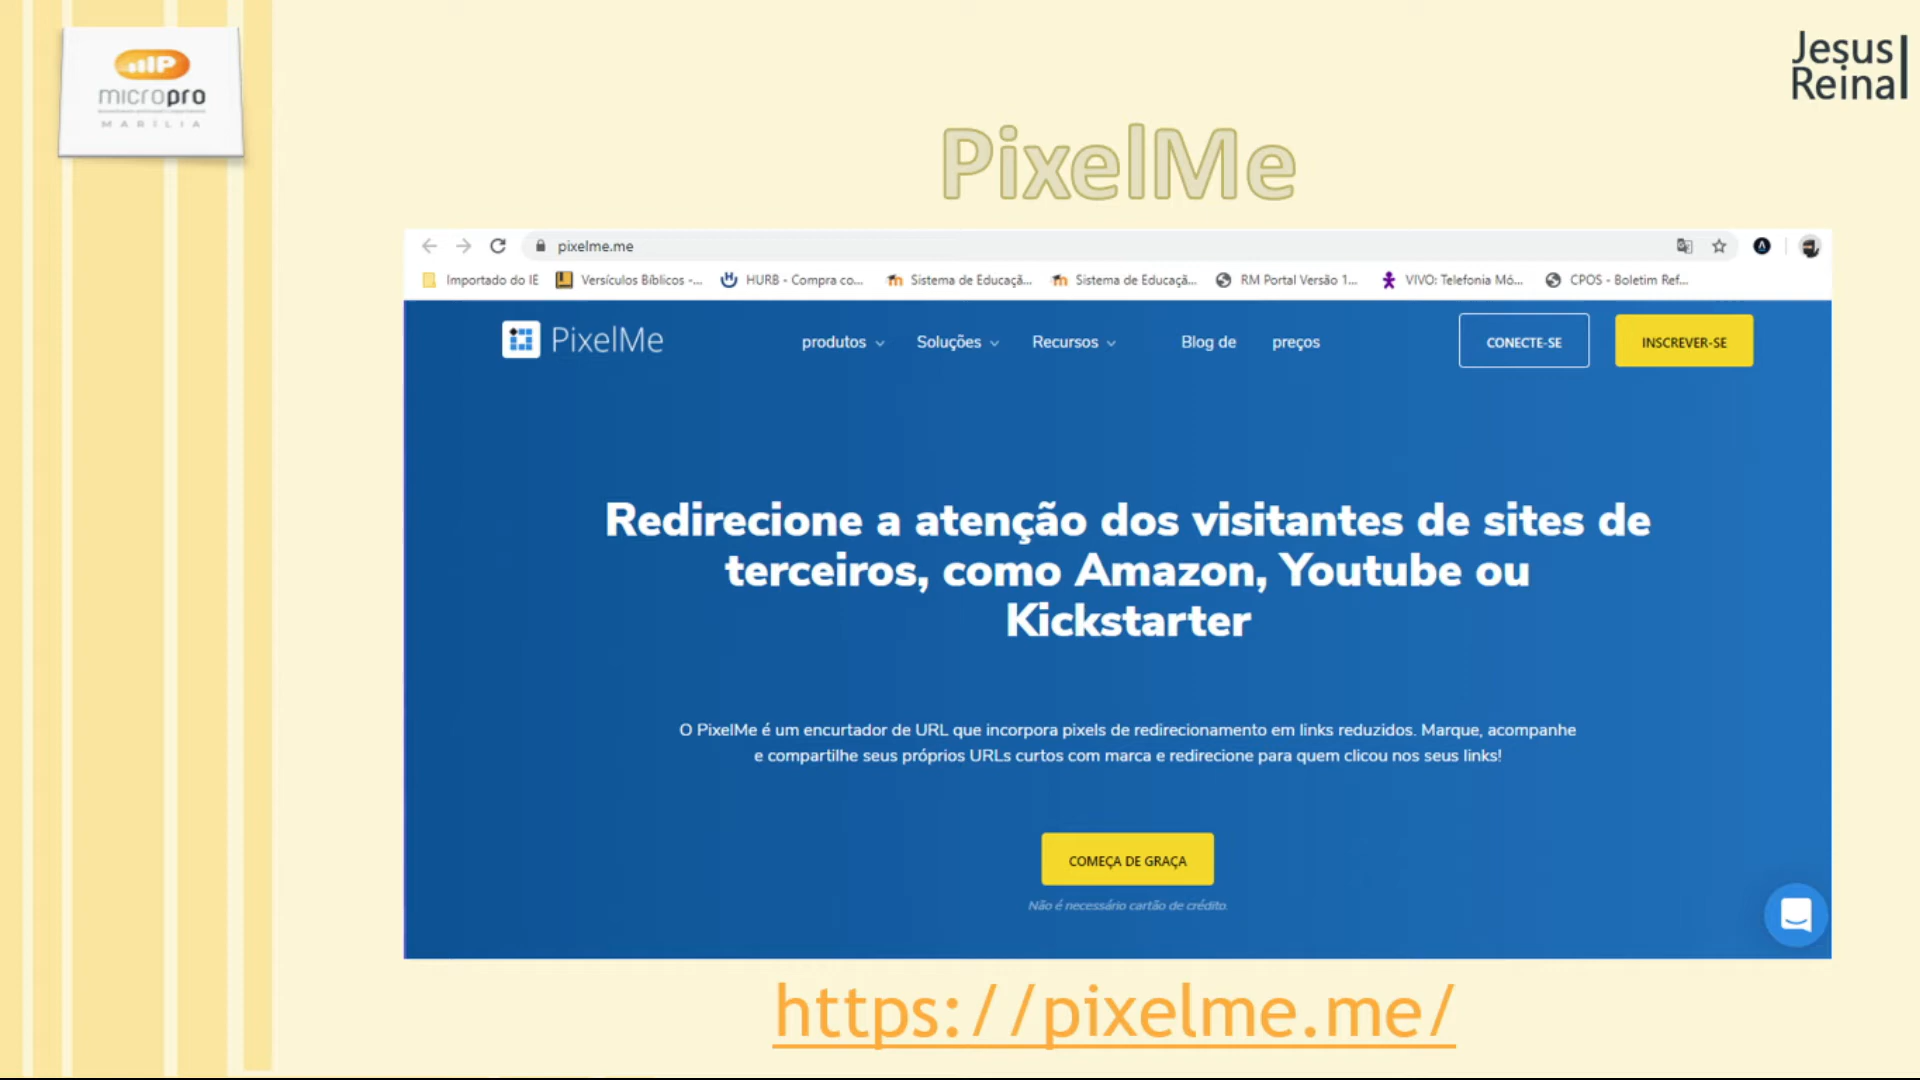 micropro
MARÍLIA
Jesus
Reina
PixelMe
pixelme.me
Importado do IE
Versículos Bíblicos -...
HURB - Compra co...
Sistema de Educaçã...
Sistema de Educaçã...
RM Portal Versão 1...
VIVO: Telefonia Mó...
CPOS - Boletim Ref...
PixelMe
produtos
Soluções
Recursos
Blog de
preços
CONECTE-SE
INSCREVER-SE
Redirecione a atenção dos visitantes de sites de
terceiros, como Amazon, Youtube ou
Kickstarter
O PixelMe é um encurtador de URL que incorpora pixels de redirecionamento em links reduzidos. Marque, acompanhe
e compartilhe seus próprios URLs curtos com marca e redirecione para quem clicou nos seus links!
COMEÇA DE GRAÇA
Não é necessário cartão de crédito.
https://pixelme.me/